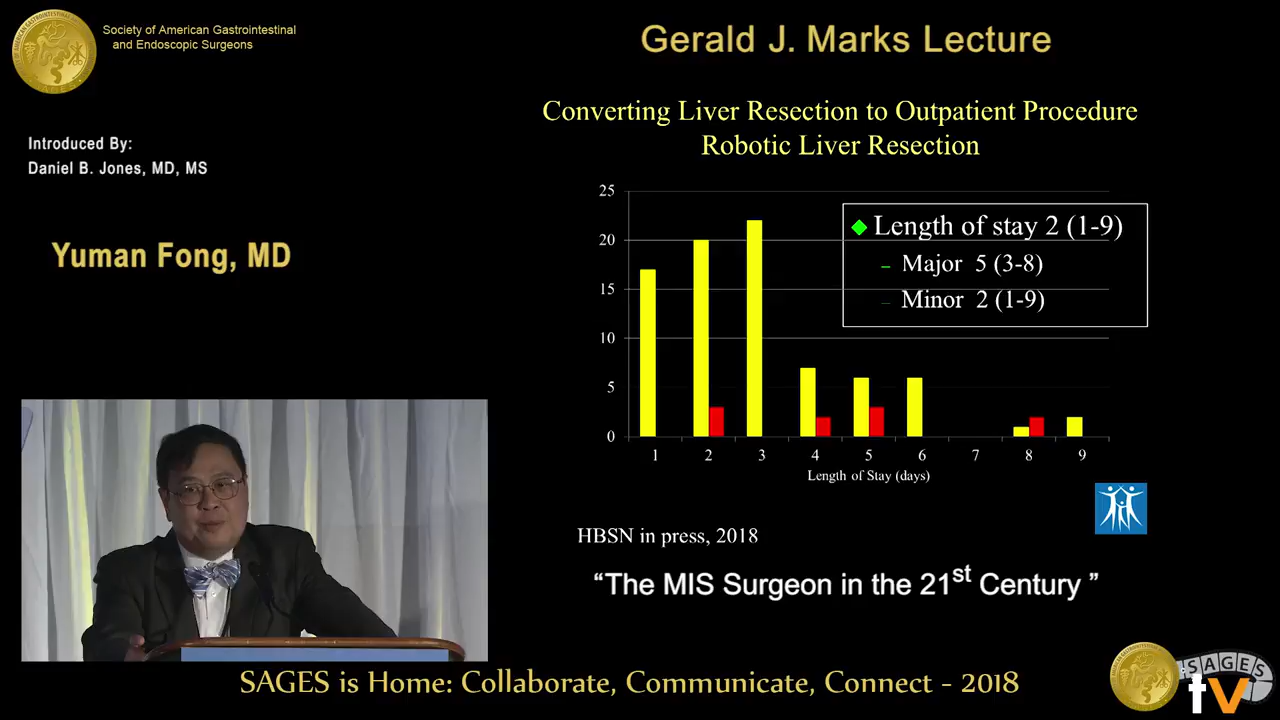 Society of American Gastrointestinal
and Endoscopic Surgeons
Gerald J. Marks Lecture
Introduced By:
Daniel B. Jones, MD, MS
Yuman Fong, MD
Converting Liver Resection to Outpatient Procedure
Robotic Liver Resection
25
20
15
10
5
0
Length of stay 2 (1-9)
– Major 5 (3-8)
– Minor 2 (1-9)
1 2 3 4 5 6 7 8 9
Length of Stay (days)
HBSN in press, 2018
“The MIS Surgeon in the 21st Century ”
SAGES is Home: Collaborate, Communicate, Connect - 2018
SAGES
tv